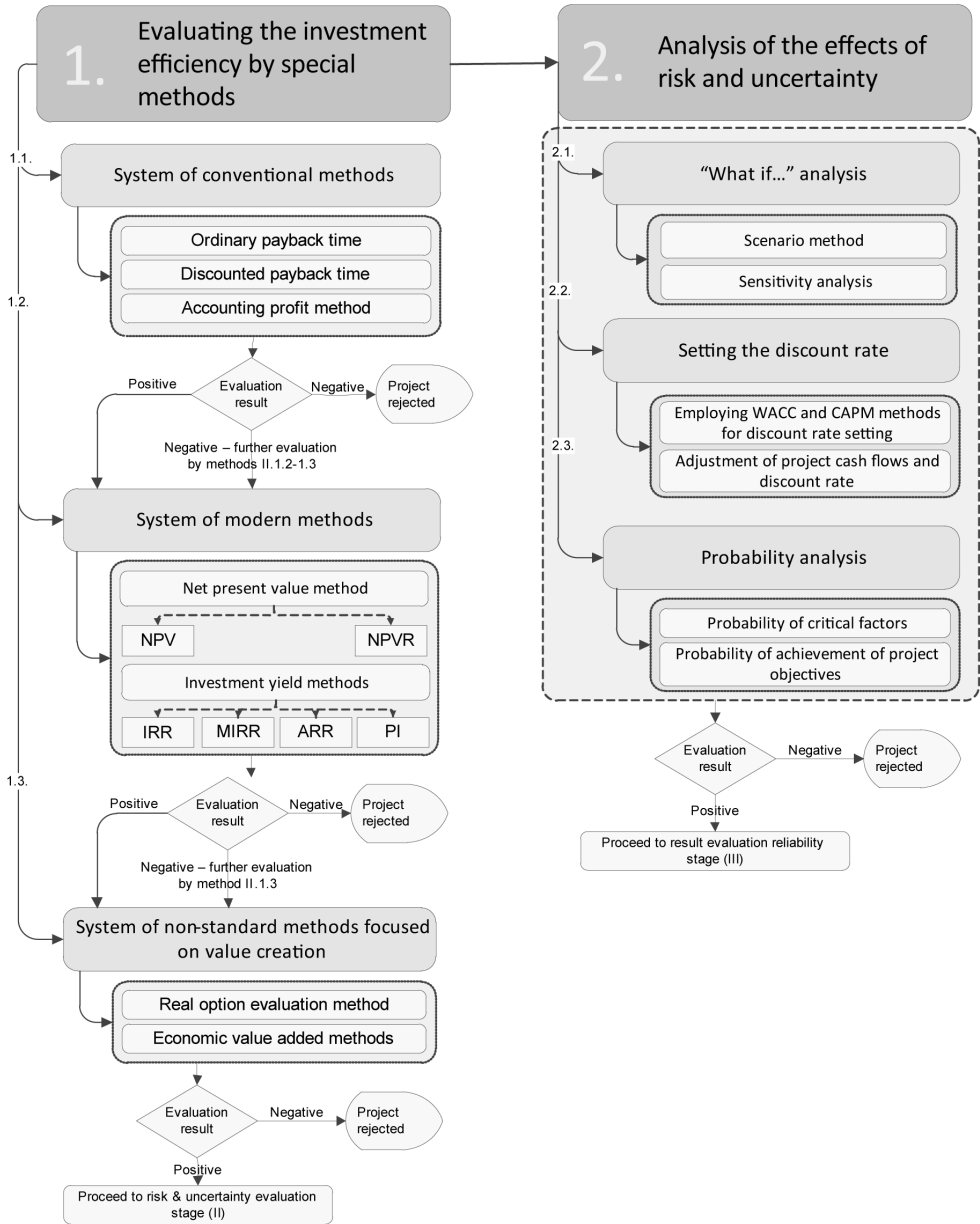 1.
Evaluating the investment
efficiency by special
methods
1.1.
System of conventional methods
Ordinary payback time
Discounted payback time
Accounting profit method
1.2.
Positive
Evaluation
result
Negative
Project
rejected
Negative – further evaluation
by methods II.1.2-1.3
System of modern methods
Net present value method
NPV
NPVR
Investment yield methods
IRR
MIRR
ARR
PI
1.3.
Positive
Evaluation
result
Negative
Project
rejected
Negative – further evaluation
by method II.1.3
System of non-standard methods focused
on value creation
Real option evaluation method
Economic value added methods
Evaluation
result
Negative
Project
rejected
Positive
Proceed to risk & uncertainty evaluation
stage (II)
2.
Analysis of the effects of
risk and uncertainty
2.1.
“What if…” analysis
Scenario method
Sensitivity analysis
2.2.
Setting the discount rate
Employing WACC and CAPM methods
for discount rate setting
Adjustment of project cash flows and
discount rate
2.3.
Probability analysis
Probability of critical factors
Probability of achievement of project
objectives
Evaluation
result
Negative
Project
rejected
Positive
Proceed to result evaluation reliability
stage (III)